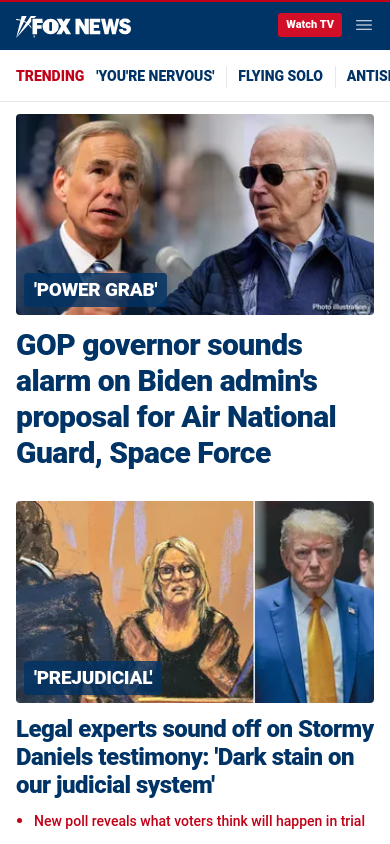 FOX NEWS
Watch TV
TRENDING 'YOU'RE NERVOUS' FLYING SOLO
'POWER GRAB'
Photo illustration
GOP governor sounds
alarm on Biden admin's
proposal for Air National
Guard, Space Force
'PREJUDICIAL'
Legal experts sound off on Stormy
Daniels testimony: 'Dark stain on
our judicial system'
• New poll reveals what voters think will happen in trial